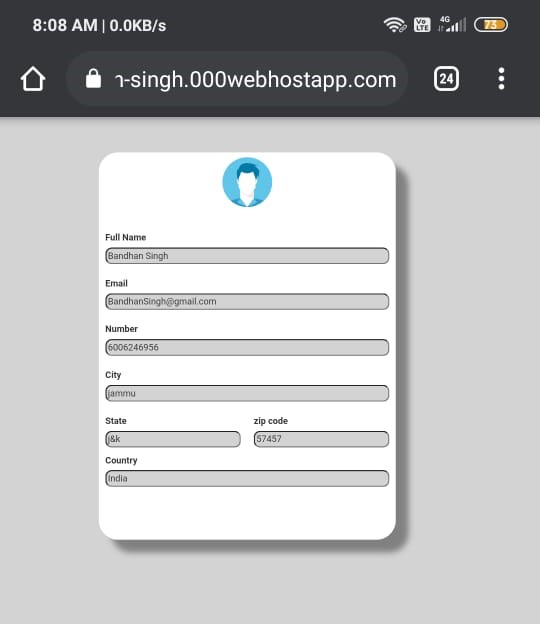 8:08 AM | 0.0KB/s
Vo LTE
4G
73
-singh.000webhostapp.com
24
Full Name
Bandhan Singh
Email
BandhanSingh@gmail.com
Number
6006246956
City
jammu
State zip code
j&k 57457
Country
India